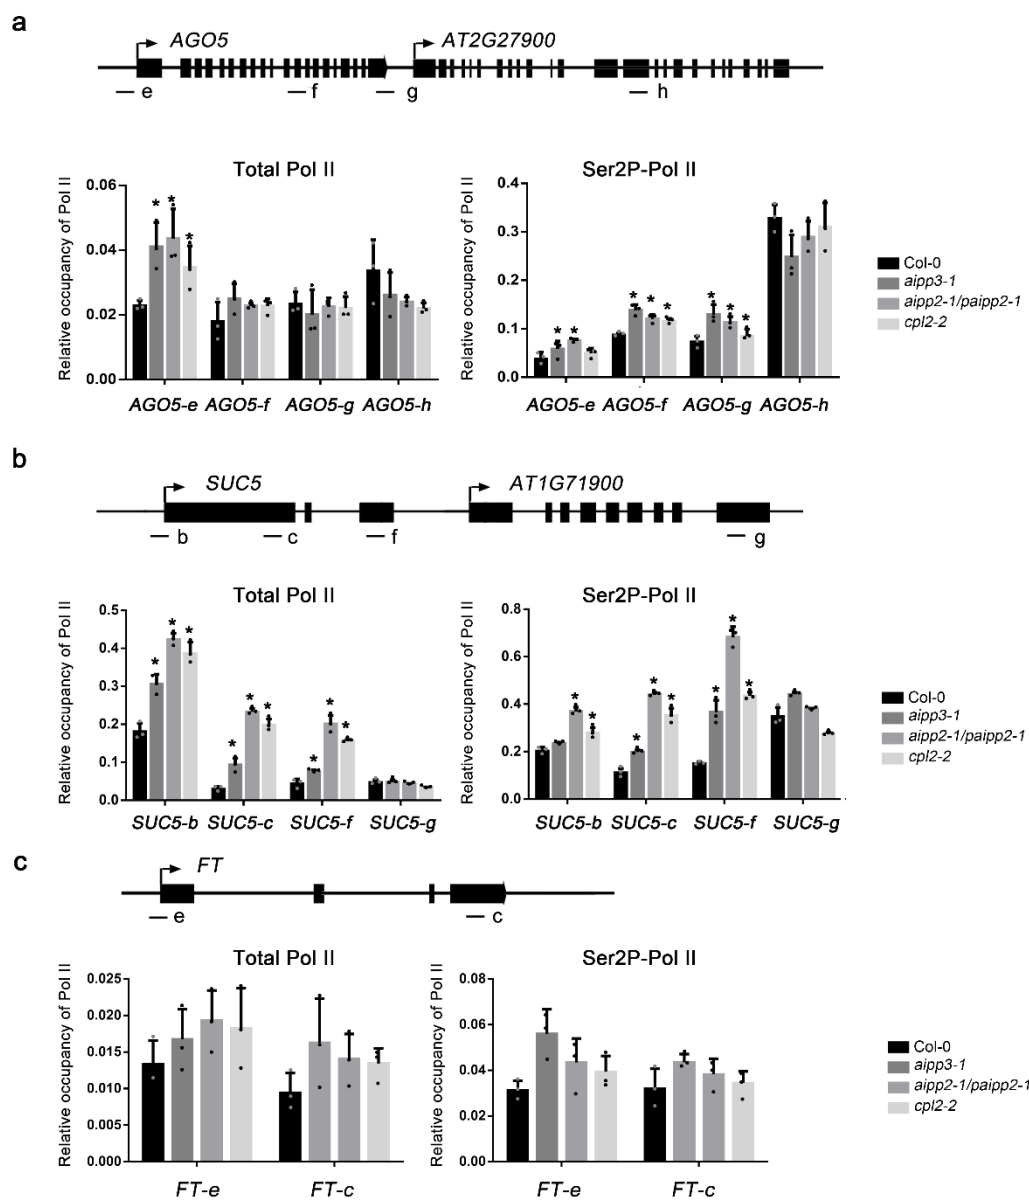 a
AGO5 AT2G27900
e f g h
Total Pol II Ser2P-Pol II
Relative occupancy of Pol II
0.06
0.04
0.02
0.00
AGO5-e AGO5-f AGO5-g AGO5-h
Relative occupancy of Pol II
0.4
0.3
0.2
0.1
0.0
AGO5-e AGO5-f AGO5-g AGO5-h
* * * * * * * * * * *
Col-0
aipp3-1
aipp2-1/paipp2-1
cpl2-2
b
SUC5 AT1G71900
b c f g
Total Pol II Ser2P-Pol II
Relative occupancy of Pol II
0.5
0.4
0.3
0.2
0.1
0.0
SUC5-b SUC5-c SUC5-f SUC5-g
Relative occupancy of Pol II
0.8
0.6
0.4
0.2
0.0
SUC5-b SUC5-c SUC5-f SUC5-g
* * * * * * * * * * * * * * * * *
Col-0
aipp3-1
aipp2-1/paipp2-1
cpl2-2
c
FT
e c
Total Pol II Ser2P-Pol II
Relative occupancy of Pol II
0.025
0.020
0.015
0.010
0.005
0.000
FT-e FT-c
Relative occupancy of Pol II
0.08
0.06
0.04
0.02
0.00
FT-e FT-c
Col-0
aipp3-1
aipp2-1/paipp2-1
cpl2-2